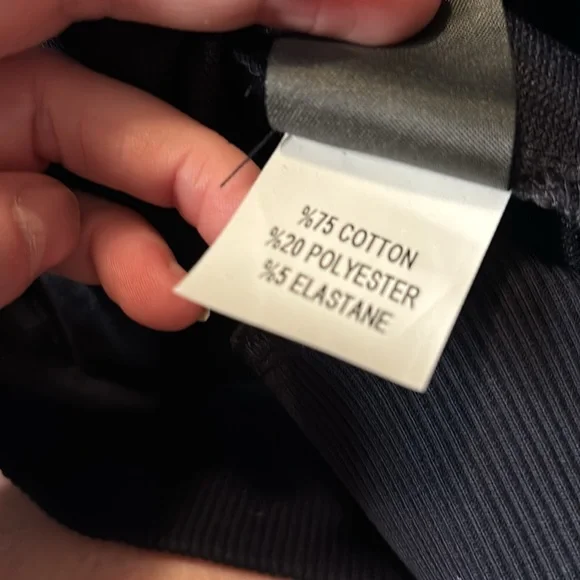 %75 COTTON
%20 POLYESTER
%5 ELASTANE